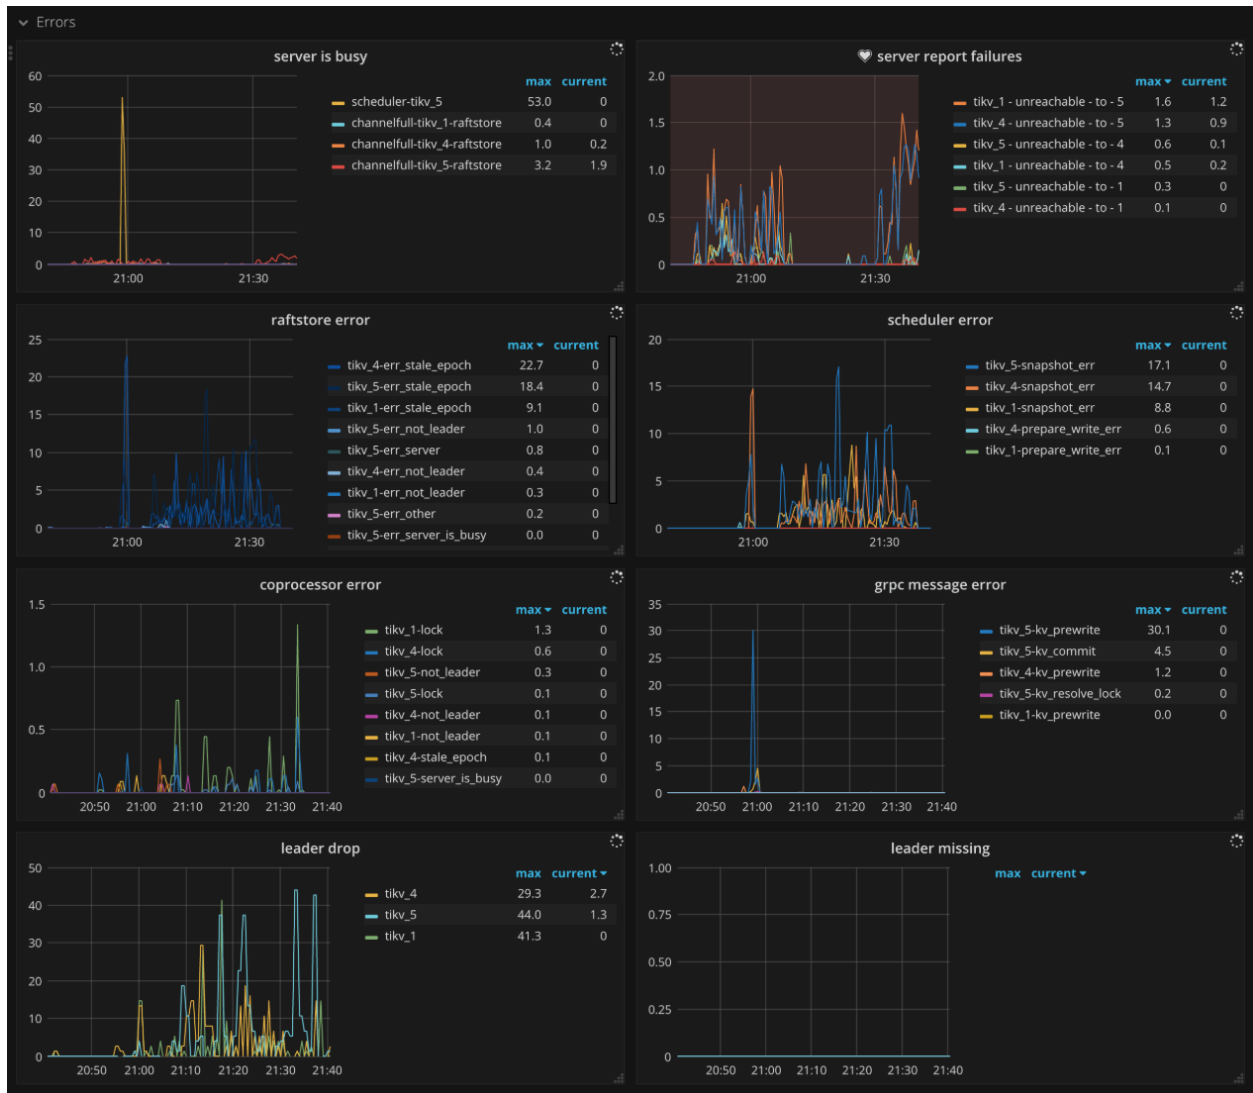 Errors
server is busy
60
50
40
30
20
10
0
21:00 21:30
max current
scheduler-tikv_5 53.0 0
channelfull-tikv_1-raftstore 0.4 0
channelfull-tikv_4-raftstore 1.0 0.2
channelfull-tikv_5-raftstore 3.2 1.9
server report failures
2.0
1.5
1.0
0.5
0
21:00 21:30
max current
tikv_1 - unreachable - to - 5 1.6 1.2
tikv_4 - unreachable - to - 5 1.3 0.9
tikv_5 - unreachable - to - 4 0.6 0.1
tikv_1 - unreachable - to - 4 0.5 0.2
tikv_5 - unreachable - to - 1 0.3 0
tikv_4 - unreachable - to - 1 0.1 0
raftstore error
25
20
15
10
5
0
21:00 21:30
max current
tikv_4-err_stale_epoch 22.7 0
tikv_5-err_stale_epoch 18.4 0
tikv_1-err_stale_epoch 9.1 0
tikv_5-err_not_leader 1.0 0
tikv_5-err_server 0.8 0
tikv_4-err_not_leader 0.4 0
tikv_1-err_not_leader 0.3 0
tikv_5-err_other 0.2 0
tikv_5-err_server_is_busy 0.0 0
scheduler error
20
15
10
5
0
21:00 21:30
max current
tikv_5-snapshot_err 17.1 0
tikv_4-snapshot_err 14.7 0
tikv_1-snapshot_err 8.8 0
tikv_4-prepare_write_err 0.6 0
tikv_1-prepare_write_err 0.1 0
coprocessor error
1.5
1.0
0.5
0
20:50 21:00 21:10 21:20 21:30 21:40
max current
tikv_1-lock 1.3 0
tikv_4-lock 0.6 0
tikv_5-not_leader 0.3 0
tikv_5-lock 0.1 0
tikv_4-not_leader 0.1 0
tikv_1-not_leader 0.1 0
tikv_4-stale_epoch 0.1 0
tikv_5-server_is_busy 0.0 0
grpc message error
35
30
25
20
15
10
5
0
20:50 21:00 21:10 21:20 21:30 21:40
max current
tikv_5-kv_prewrite 30.1 0
tikv_5-kv_commit 4.5 0
tikv_4-kv_prewrite 1.2 0
tikv_5-kv_resolve_lock 0.2 0
tikv_1-kv_prewrite 0.0 0
leader drop
50
40
30
20
10
0
20:50 21:00 21:10 21:20 21:30 21:40
max current
tikv_4 29.3 2.7
tikv_5 44.0 1.3
tikv_1 41.3 0
leader missing
1.00
0.75
0.50
0.25
0
20:50 21:00 21:10 21:20 21:30 21:40
max current